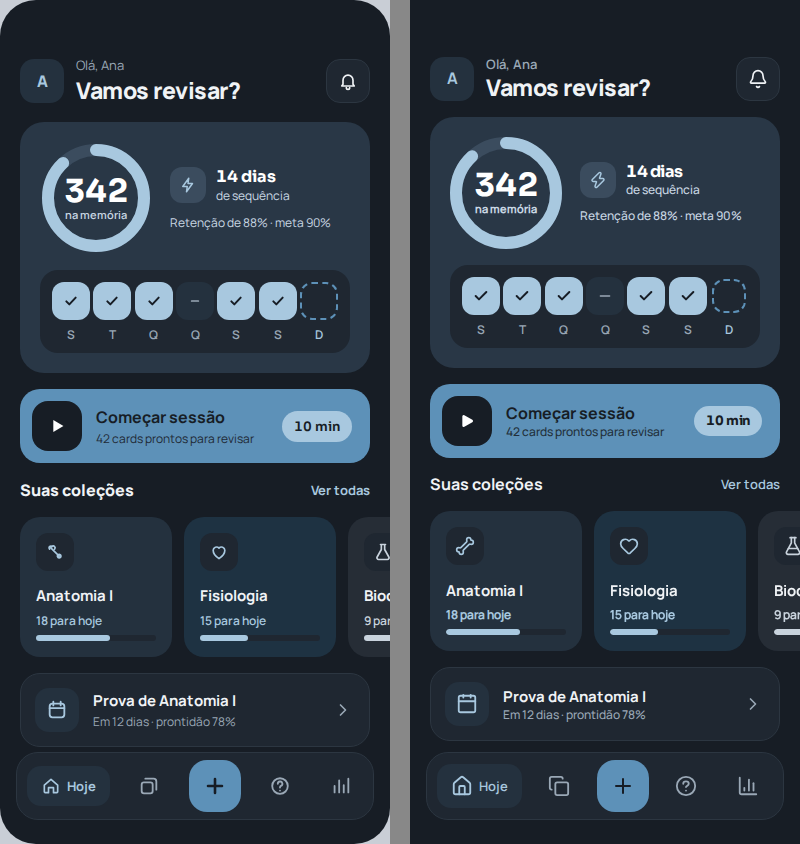 A
Olá, Ana
Vamos revisar?
342
na memória
14 dias
de sequência
Retenção de 88% · meta 90%
S T Q Q S S D
Começar sessão
42 cards prontos para revisar
10 min
Suas coleções
Ver todas
Anatomia I
18 para hoje
Fisiologia
15 para hoje
Bioc
9 par
Prova de Anatomia I
Em 12 dias · prontidão 78%
Hoje
A
Olá, Ana
Vamos revisar?
342
na memória
14 dias
de sequência
Retenção de 88% · meta 90%
S T Q Q S S D
Começar sessão
42 cards prontos para revisar
10 min
Suas coleções
Ver todas
Anatomia I
18 para hoje
Fisiologia
15 para hoje
Bioc
9 par
Prova de Anatomia I
Em 12 dias · prontidão 78%
Hoje